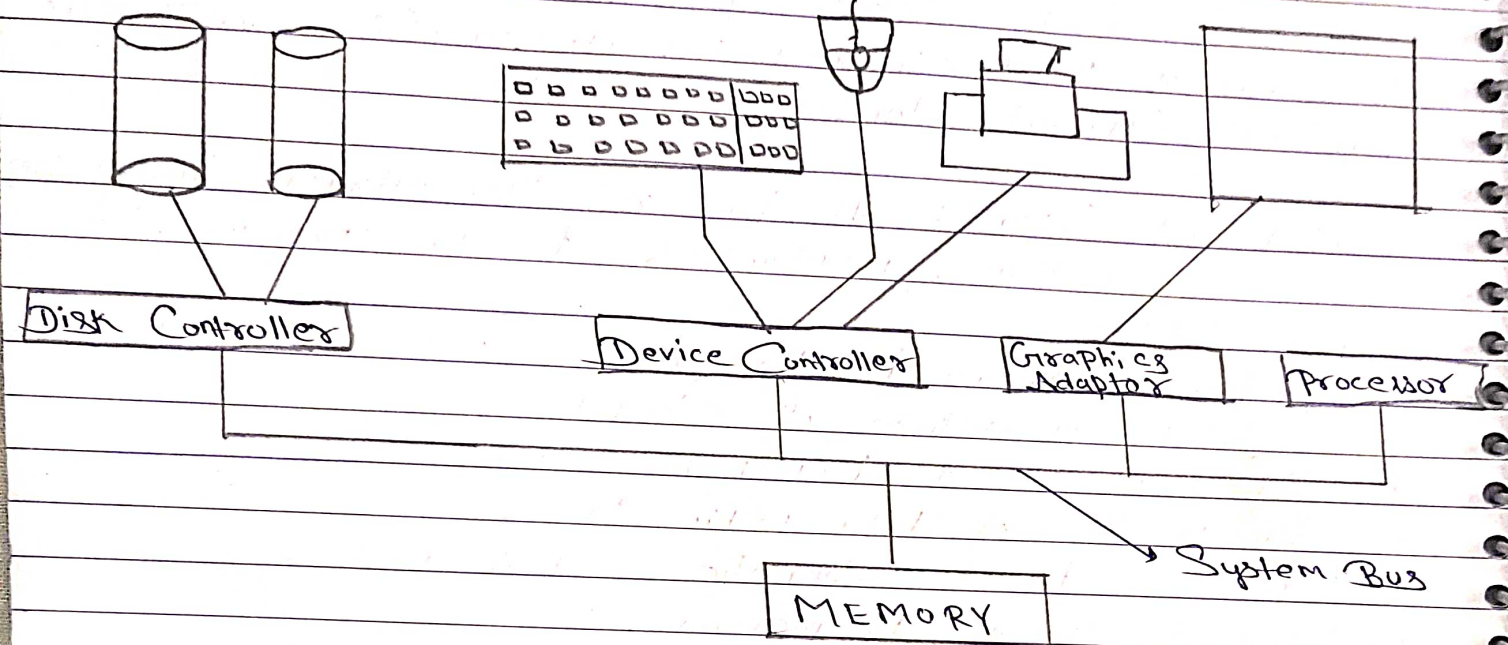 Disk Controller
Device Controller
Graphics
Adaptor
Processor
System Bus
MEMORY